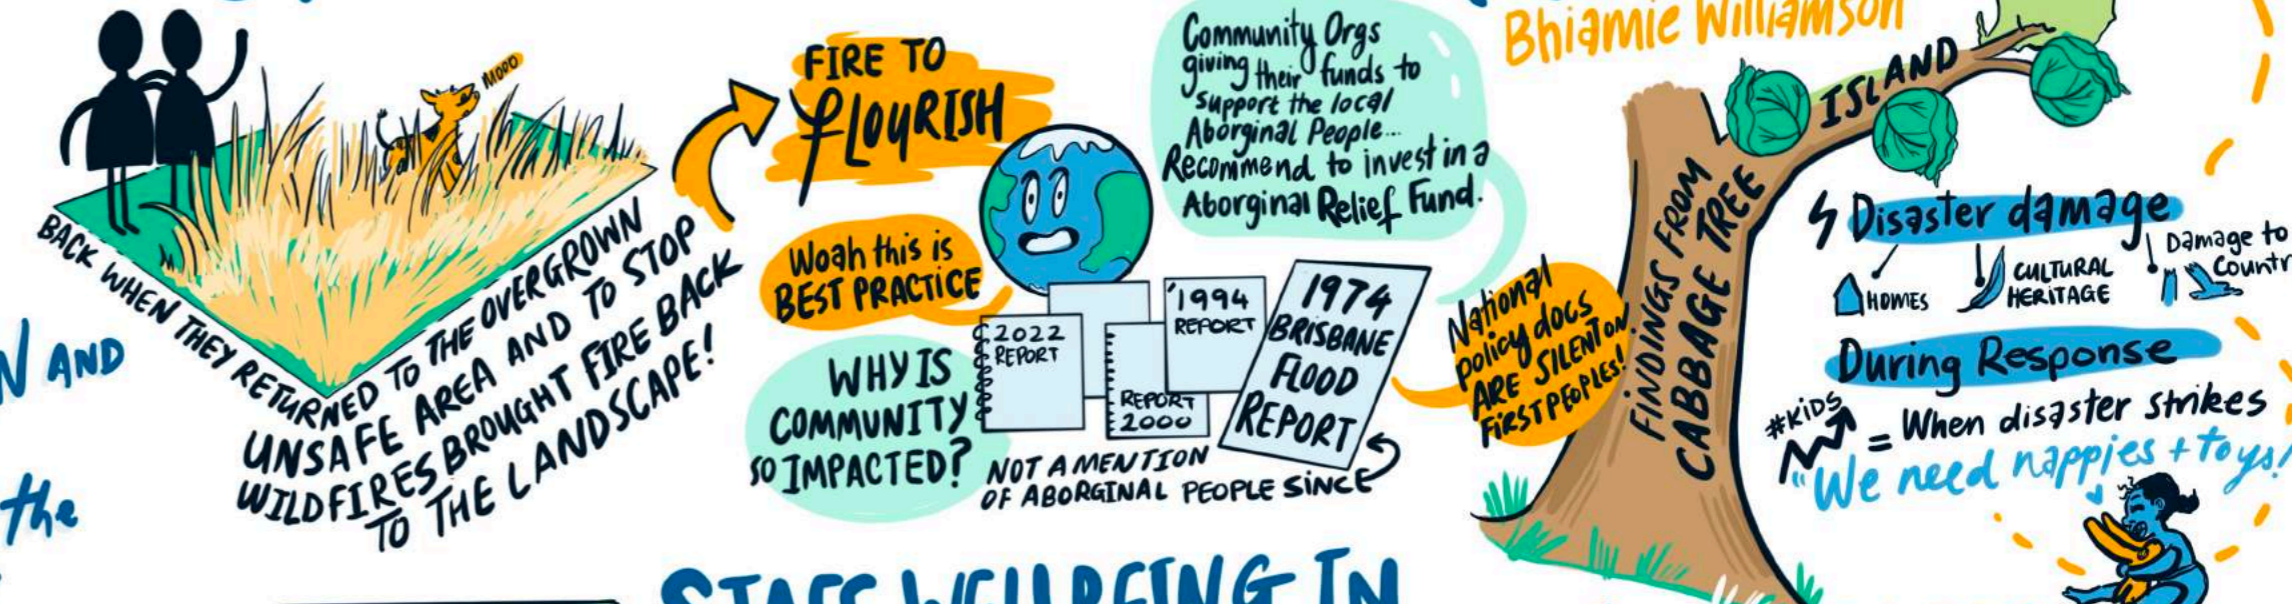 MOOO
BACK WHEN THEY RETURNED TO THE OVERGROWN
UNSAFE AREA AND TO STOP
WILDFIRES BROUGHT FIRE BACK
TO THE LANDSCAPE!
AND
the
FIRE TO
FLOURISH
Woah this is
BEST PRACTICE
WHY IS
COMMUNITY
SO IMPACTED?
2022
REPORT
REPORT
2000
'1994
REPORT
1974
BRISBANE
FLOOD
REPORT
NOT A MENTION
OF ABORGINAL PEOPLE SINCE
Community Orgs
giving their funds to
support the local
Aboriginal People...
Recommend to invest in a
Aborginal Relief Fund.
National
policy docs
ARE SILENT ON
FIRST PEOPLES!
Bhiamie Williamson
FINDINGS FROM
CABBAGE TREE
ISLAND
Disaster damage
HOMES
CULTURAL
HERITAGE
Damage to
During Response
#KIDS
= When disaster strikes
"We need nappies + toys!
STAFF WELLBEING IN